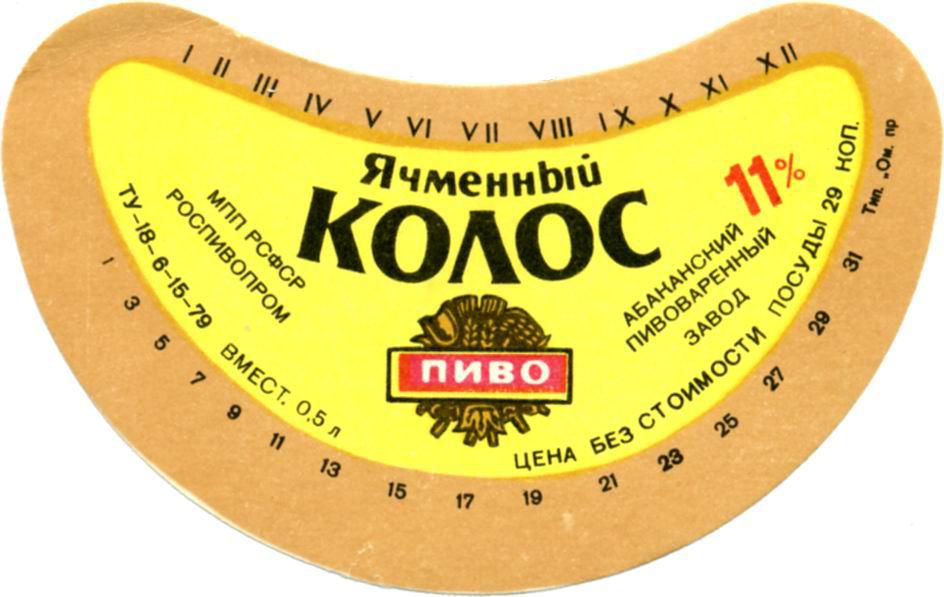 I II III IV V VI VII VIII IX X XI XII
Ячменный
КОЛОС
11%
МПП РСФСР
РОСПИВОПРОМ
ТУ-18-6-15-79
ВМЕСТ. 0,5 л
ПИВО
АБАКАНСКИЙ
ПИВОВАРЕННЫЙ
ЗАВОД
ЦЕНА БЕЗ СТОИМОСТИ ПОСУДЫ 29 КОП.
1 3 5 7 9 11 13 15 17 19 21 23 25 27 29 31
Тип. „Ом. пр